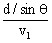 d / sin θ
v₁